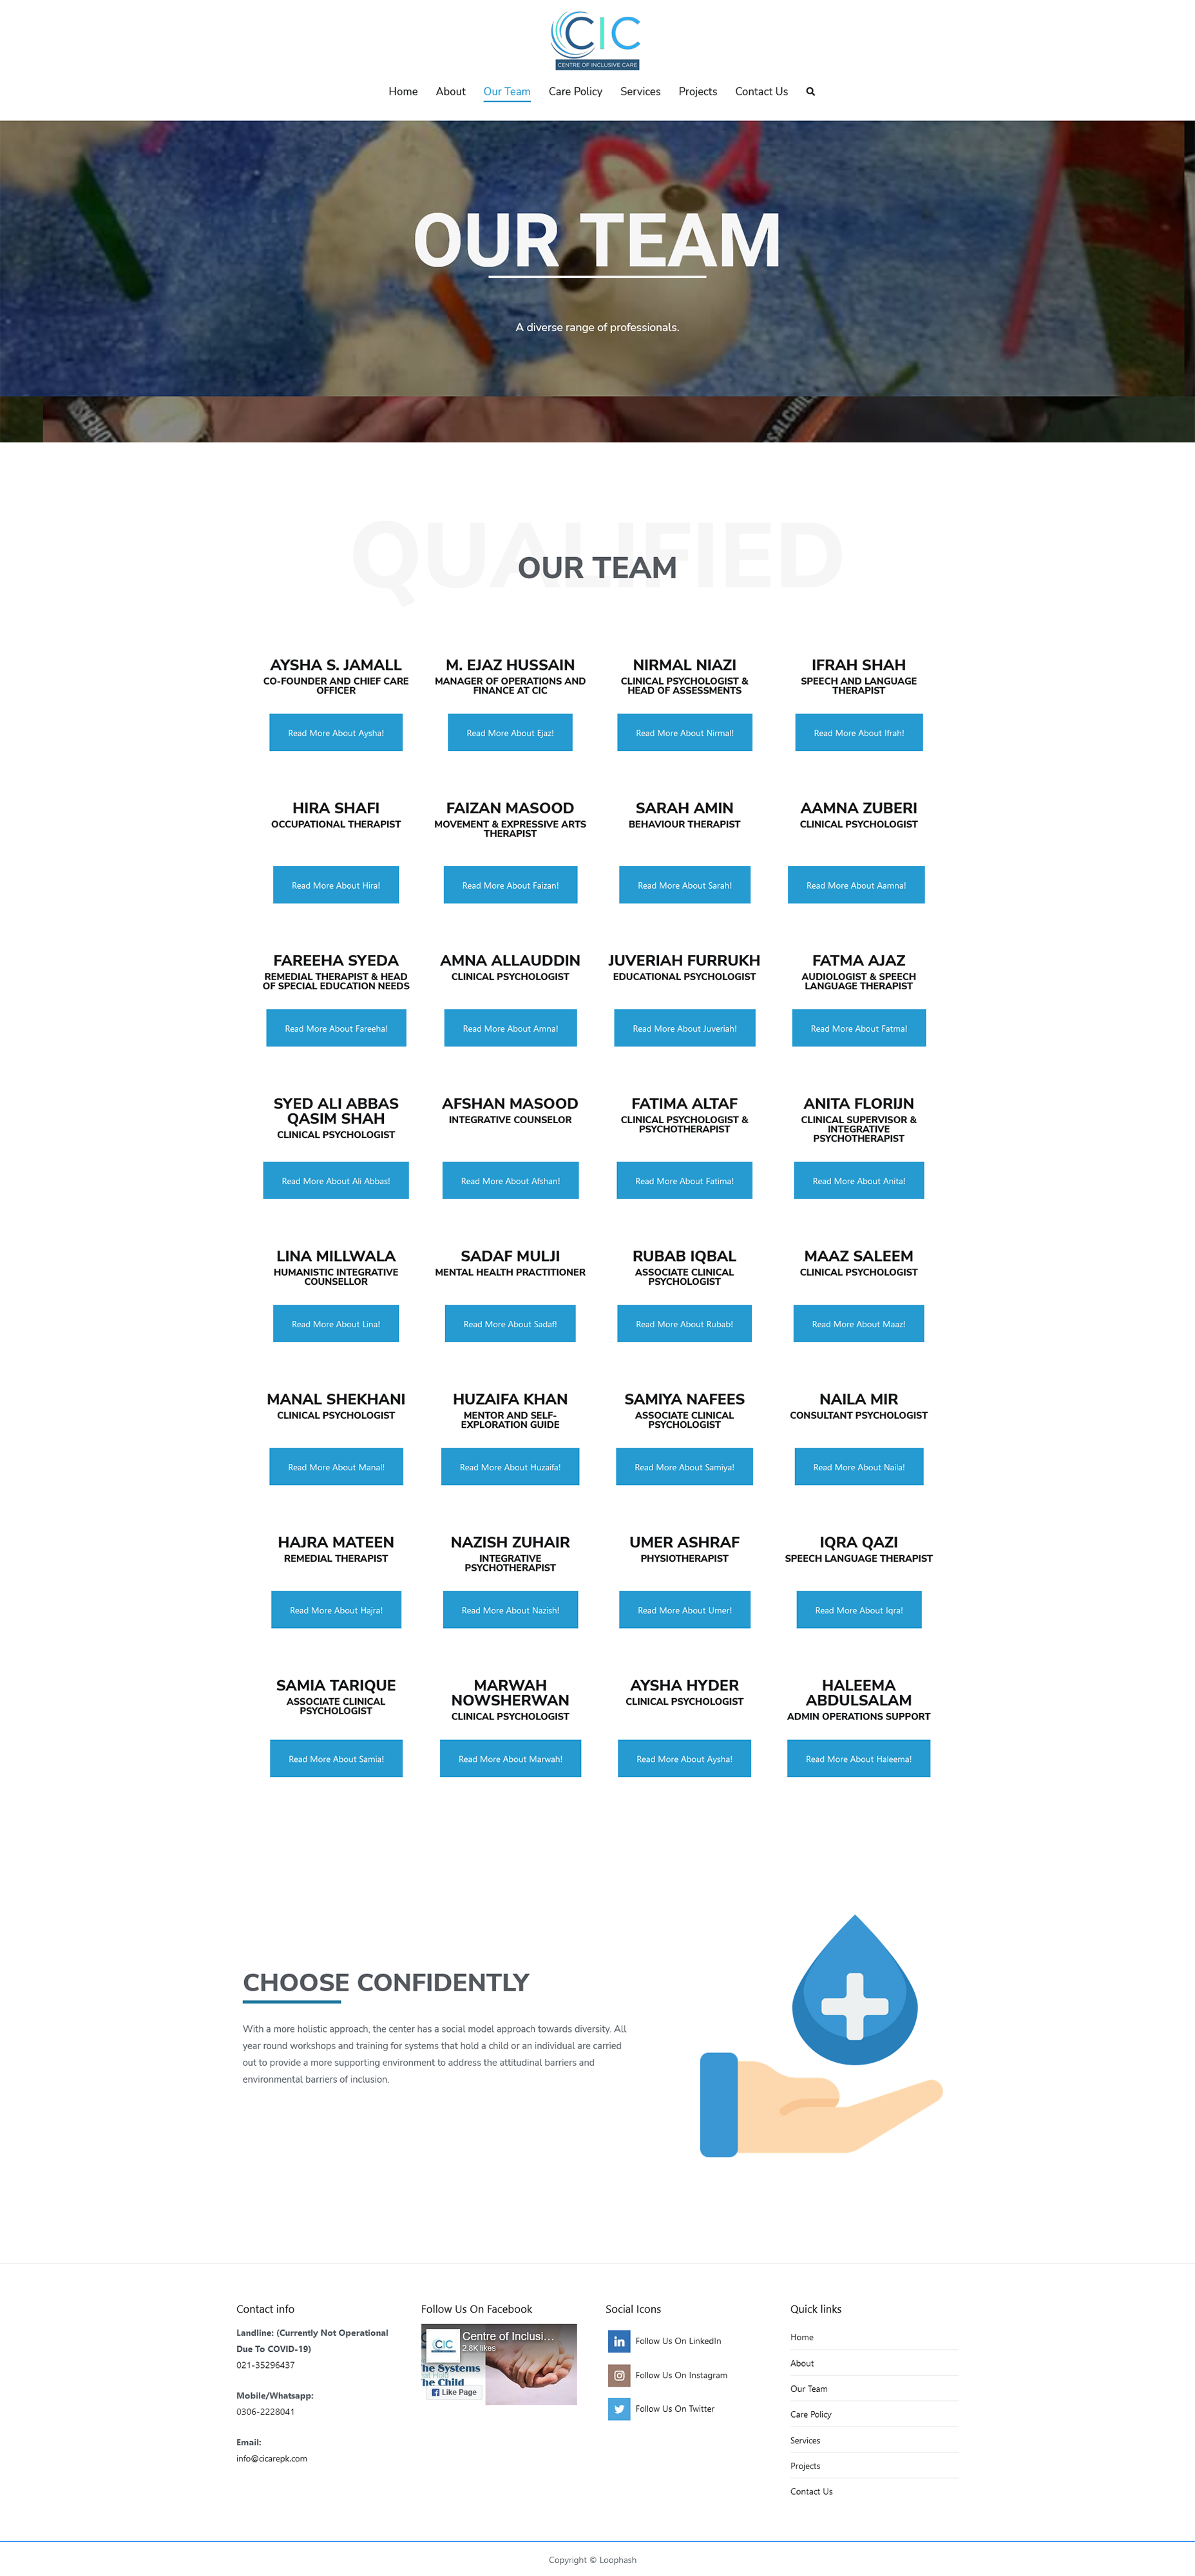 CIC
CENTRE OF INCLUSIVE CARE
Home About Our Team Care Policy Services Projects Contact Us
OUR TEAM
A diverse range of professionals.
QUALIFIED
OUR TEAM
AYSHA S. JAMALL
CO-FOUNDER AND CHIEF CARE
OFFICER
Read More About Aysha!
M. EJAZ HUSSAIN
MANAGER OF OPERATIONS AND
FINANCE AT CIC
Read More About Ejaz!
NIRMAL NIAZI
CLINICAL PSYCHOLOGIST &
HEAD OF ASSESSMENTS
Read More About Nirmal!
IFRAH SHAH
SPEECH AND LANGUAGE
THERAPIST
Read More About Ifrah!
HIRA SHAFI
OCCUPATIONAL THERAPIST
Read More About Hira!
FAIZAN MASOOD
MOVEMENT & EXPRESSIVE ARTS
THERAPIST
Read More About Faizan!
SARAH AMIN
BEHAVIOUR THERAPIST
Read More About Sarah!
AAMNA ZUBERI
CLINICAL PSYCHOLOGIST
Read More About Aamna!
FAREEHA SYEDA
REMEDIAL THERAPIST & HEAD
OF SPECIAL EDUCATION NEEDS
Read More About Fareeha!
AMNA ALLAUDDIN
CLINICAL PSYCHOLOGIST
Read More About Amna!
JUVERIAH FURRUKH
EDUCATIONAL PSYCHOLOGIST
Read More About Juveriah!
FATMA AJAZ
AUDIOLOGIST & SPEECH
LANGUAGE THERAPIST
Read More About Fatma!
SYED ALI ABBAS
QASIM SHAH
CLINICAL PSYCHOLOGIST
Read More About Ali Abbas!
AFSHAN MASOOD
INTEGRATIVE COUNSELOR
Read More About Afshan!
FATIMA ALTAF
CLINICAL PSYCHOLOGIST &
PSYCHOTHERAPIST
Read More About Fatima!
ANITA FLORIJN
CLINICAL SUPERVISOR &
INTEGRATIVE
PSYCHOTHERAPIST
Read More About Anita!
LINA MILLWALA
HUMANISTIC INTEGRATIVE
COUNSELLOR
Read More About Lina!
SADAF MULJI
MENTAL HEALTH PRACTITIONER
Read More About Sadaf!
RUBAB IQBAL
ASSOCIATE CLINICAL
PSYCHOLOGIST
Read More About Rubab!
MAAZ SALEEM
CLINICAL PSYCHOLOGIST
Read More About Maaz!
MANAL SHEKHANI
CLINICAL PSYCHOLOGIST
Read More About Manal!
HUZAIFA KHAN
MENTOR AND SELF-
EXPLORATION GUIDE
Read More About Huzaifa!
SAMIYA NAFEES
ASSOCIATE CLINICAL
PSYCHOLOGIST
Read More About Samiya!
NAILA MIR
CONSULTANT PSYCHOLOGIST
Read More About Naila!
HAJRA MATEEN
REMEDIAL THERAPIST
Read More About Hajra!
NAZISH ZUHAIR
INTEGRATIVE
PSYCHOTHERAPIST
Read More About Nazish!
UMER ASHRAF
PHYSIOTHERAPIST
Read More About Umer!
IQRA QAZI
SPEECH LANGUAGE THERAPIST
Read More About Iqra!
SAMIA TARIQUE
ASSOCIATE CLINICAL
PSYCHOLOGIST
Read More About Samia!
MARWAH
NOWSHERWAN
CLINICAL PSYCHOLOGIST
Read More About Marwah!
AYSHA HYDER
CLINICAL PSYCHOLOGIST
Read More About Aysha!
HALEEMA
ABDULSALAM
ADMIN OPERATIONS SUPPORT
Read More About Haleema!
CHOOSE CONFIDENTLY
With a more holistic approach, the center has a social model approach towards diversity. All
year round workshops and training for systems that hold a child or an individual are carried
out to provide a more supporting environment to address the attitudinal barriers and
environmental barriers of inclusion.
Contact info
Landline: (Currently Not Operational
Due To COVID-19)
021-35296437
Mobile/Whatsapp:
0306-2228041
Email:
info@cicarepk.com
Follow Us On Facebook
CIC
Centre of Inclusi...
2.8K likes
he Systems
The Child
Like Page
Social Icons
Follow Us On LinkedIn
Follow Us On Instagram
Follow Us On Twitter
Quick links
Home
About
Our Team
Care Policy
Services
Projects
Contact Us
Copyright © Loophash